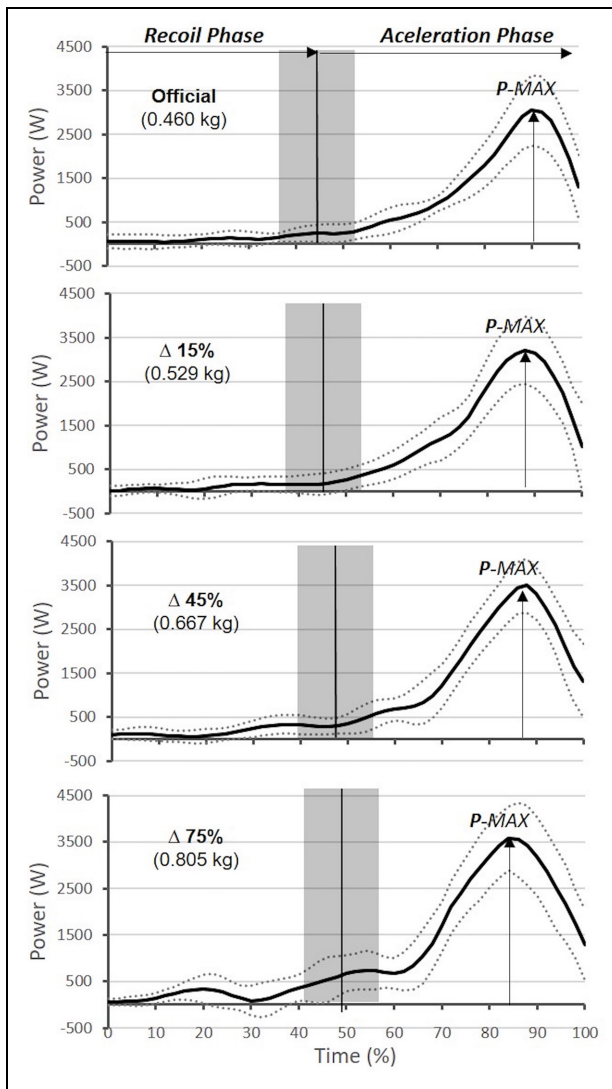 Recoil Phase Aceleration Phase
4500
3500
2500
1500
500
-500
Power (W)
Official
(0.460 kg)
P-MAX
4500
3500
2500
1500
500
-500
Power (W)
Δ 15%
(0.529 kg)
P-MAX
4500
3500
2500
1500
500
-500
Power (W)
Δ 45%
(0.667 kg)
P-MAX
4500
3500
2500
1500
500
-500
Power (W)
Δ 75%
(0.805 kg)
P-MAX
0 10 20 30 40 50 60 70 80 90 100
Time (%)